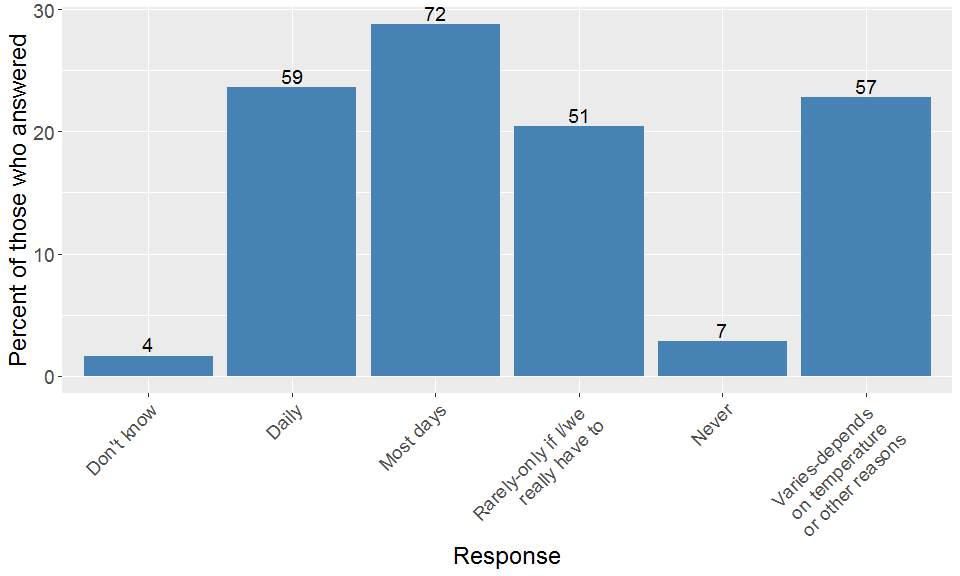 Percent of those who answered
30
20
10
0
4
59
72
51
7
57
Don't know
Daily
Most days
Rarely-only if I/we
really have to
Never
Varies-depends
on temperature
or other reasons
Response